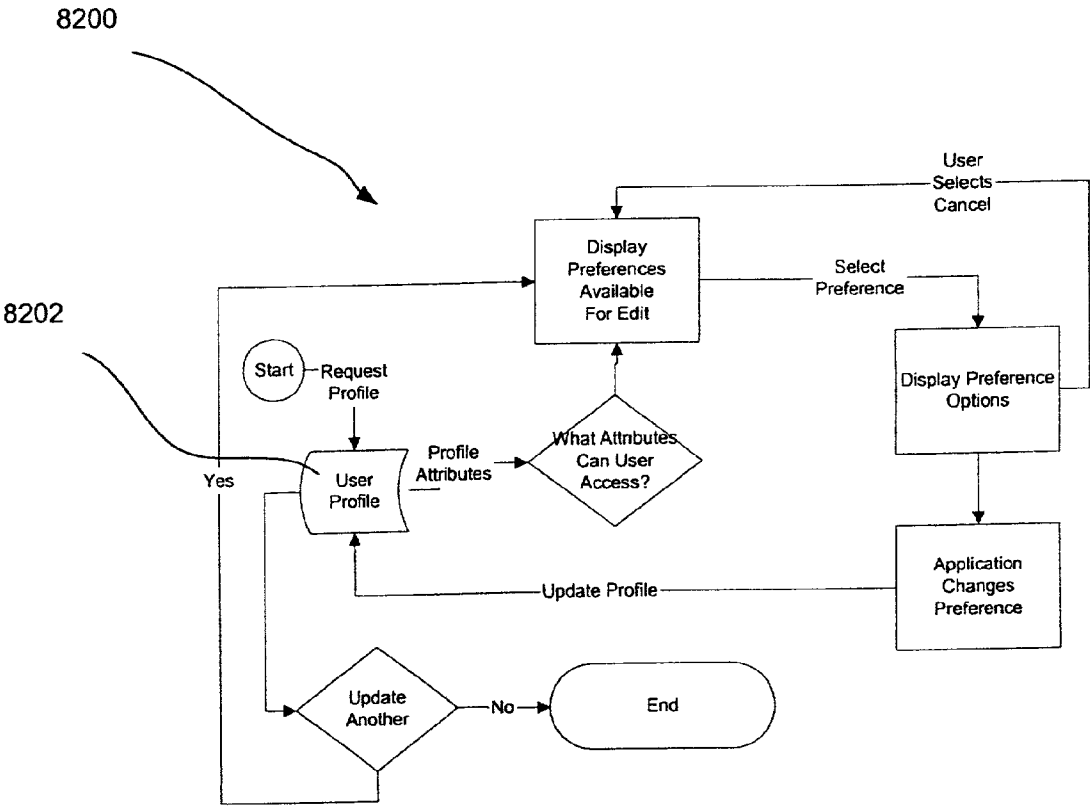 8200
User
Selects
Cancel
Display
Preferences
Available
For Edit
Select
Preference
8202
Start
Request
Profile
Display Preference
Options
What Attributes
Can User
Access?
Profile
Attributes
User
Profile
Yes
Application
Changes
Preference
Update Profile
Update
Another
No
End